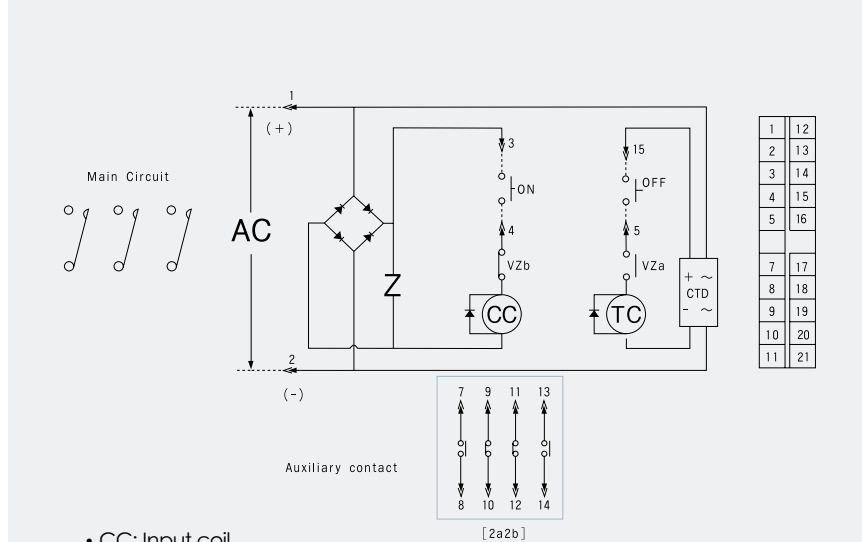 1
(+)
3
15
1 12
2 13
3 14
4 15
5 16
Main Circuit
ON
OFF
AC
4
5
VZb
VZa
7 17
8 18
9 19
10 20
11 21
Z
CC
TC
+ ~
CTD
- ~
2
(-)
7 9 11 13
Auxiliary contact
8 10 12 14
[2a2b]
• CC: Input coil